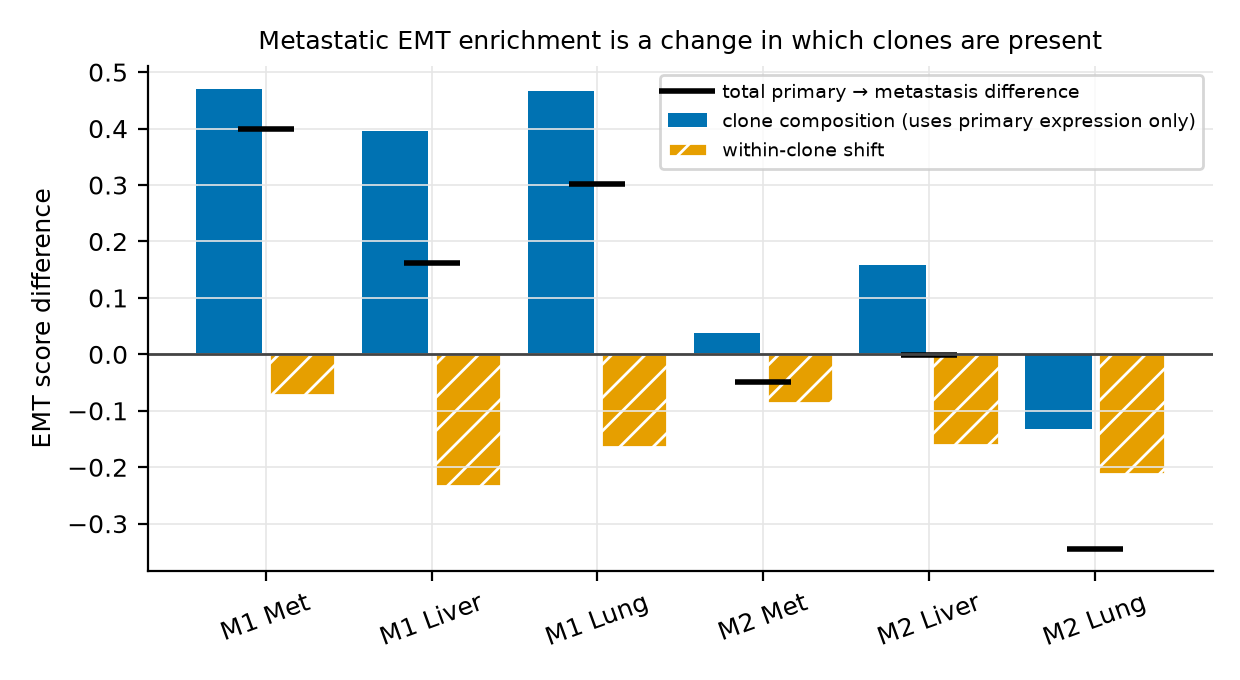 Metastatic EMT enrichment is a change in which clones are present
total primary → metastasis difference
clone composition (uses primary expression only)
within-clone shift
EMT score difference
0.5
0.4
0.3
0.2
0.1
0.0
−0.1
−0.2
−0.3
M1 Met
M1 Liver
M1 Lung
M2 Met
M2 Liver
M2 Lung